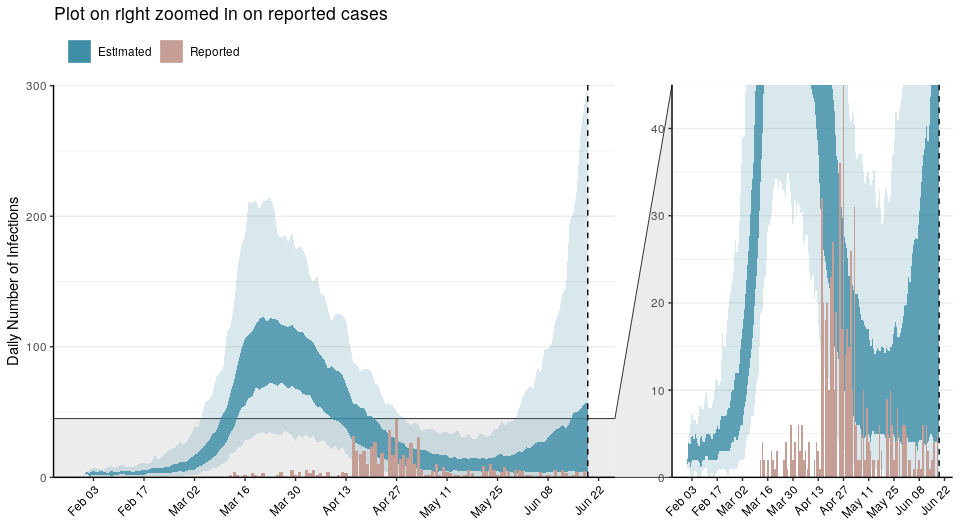 Plot on right zoomed in on reported cases
Estimated
Reported
Daily Number of Infections
300
200
100
0
Feb 03
Feb 17
Mar 02
Mar 16
Mar 30
Apr 13
Apr 27
May 11
May 25
Jun 08
Jun 22
40
30
20
10
0
Feb 03
Feb 17
Mar 02
Mar 16
Mar 30
Apr 13
Apr 27
May 11
May 25
Jun 08
Jun 22